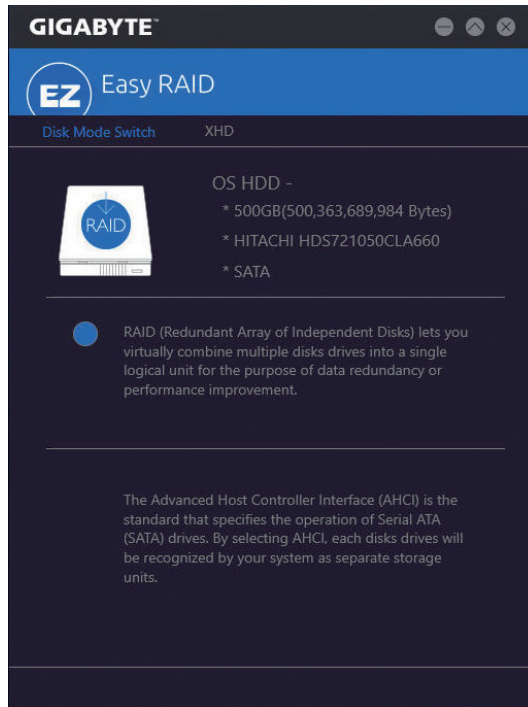 GIGABYTE™
EZ Easy RAID
Disk Mode Switch XHD
RAID
OS HDD -
* 500GB(500,363,689,984 Bytes)
* HITACHI HDS721050CLA660
* SATA
RAID (Redundant Array of Independent Disks) lets you
virtually combine multiple disks drives into a single
logical unit for the purpose of data redundancy or
performance improvement.
The Advanced Host Controller Interface (AHCI) is the
standard that specifies the operation of Serial ATA
(SATA) drives. By selecting AHCI, each disks drives will
be recognized by your system as separate storage
units.